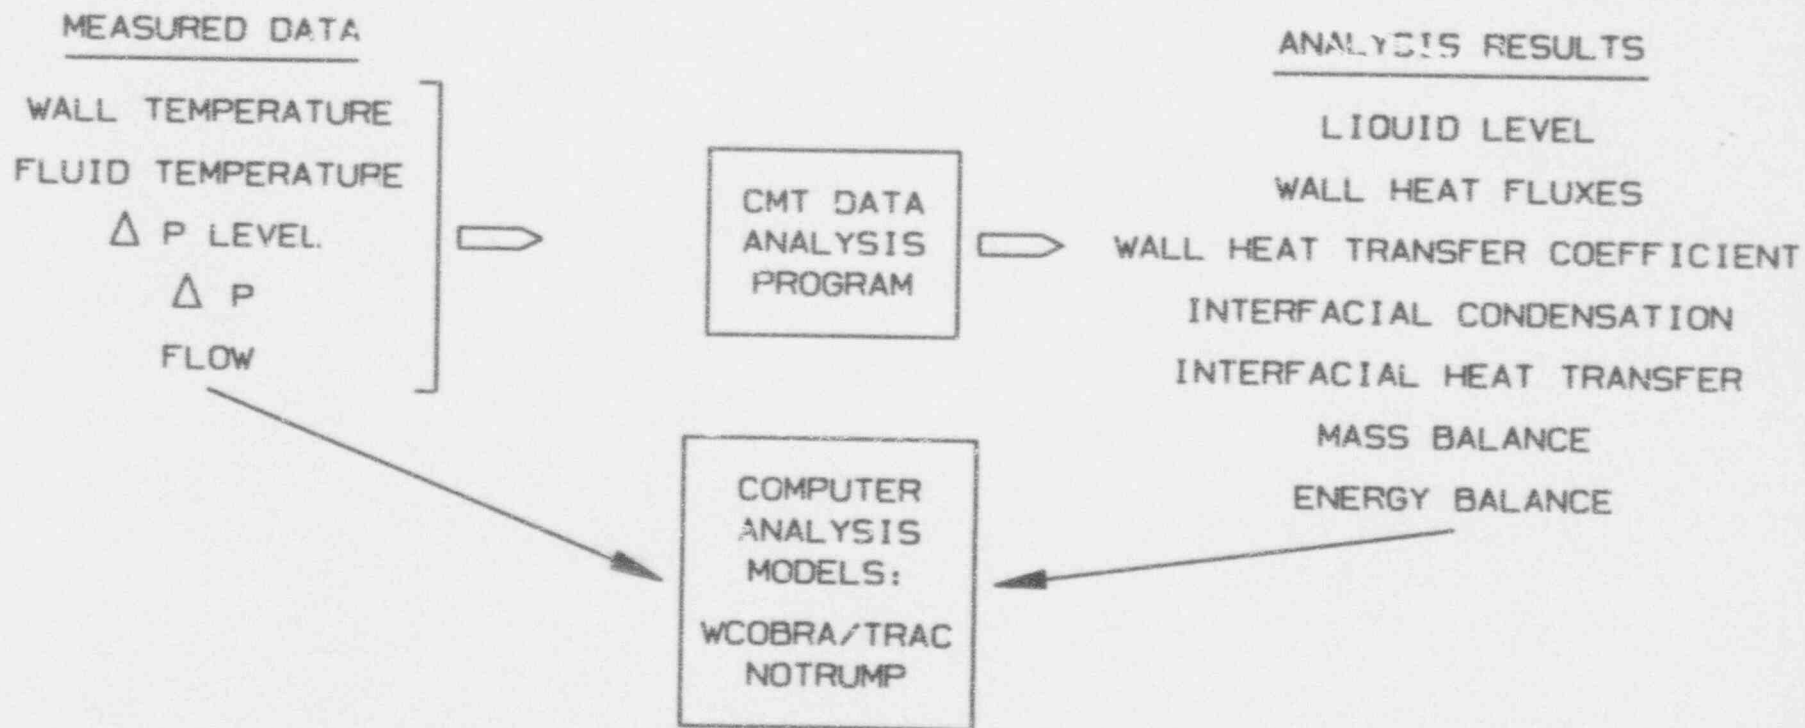 MEASURED DATA
WALL TEMPERATURE
FLUID TEMPERATURE
Δ P LEVEL
Δ P
FLOW
CMT DATA
ANALYSIS
PROGRAM
ANALYSIS RESULTS
LIQUID LEVEL
WALL HEAT FLUXES
WALL HEAT TRANSFER COEFFICIENT
INTERFACIAL CONDENSATION
INTERFACIAL HEAT TRANSFER
MASS BALANCE
ENERGY BALANCE
COMPUTER
ANALYSIS
MODELS:
WCOBRA/TRAC
NOTRUMP